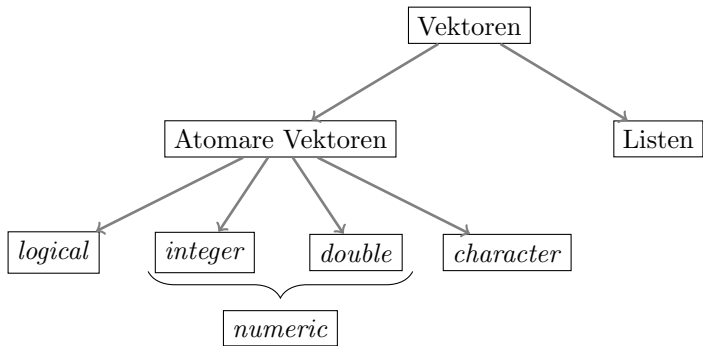 Vektoren
Atomare Vektoren
Listen
logical
integer
double
character
numeric